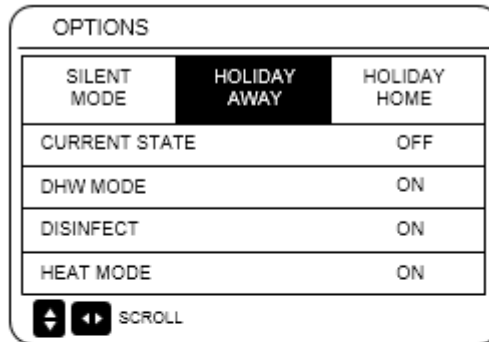 OPTIONS
SILENT MODE
HOLIDAY AWAY
HOLIDAY HOME
CURRENT STATE OFF
DHW MODE ON
DISINFECT ON
HEAT MODE ON
SCROLL